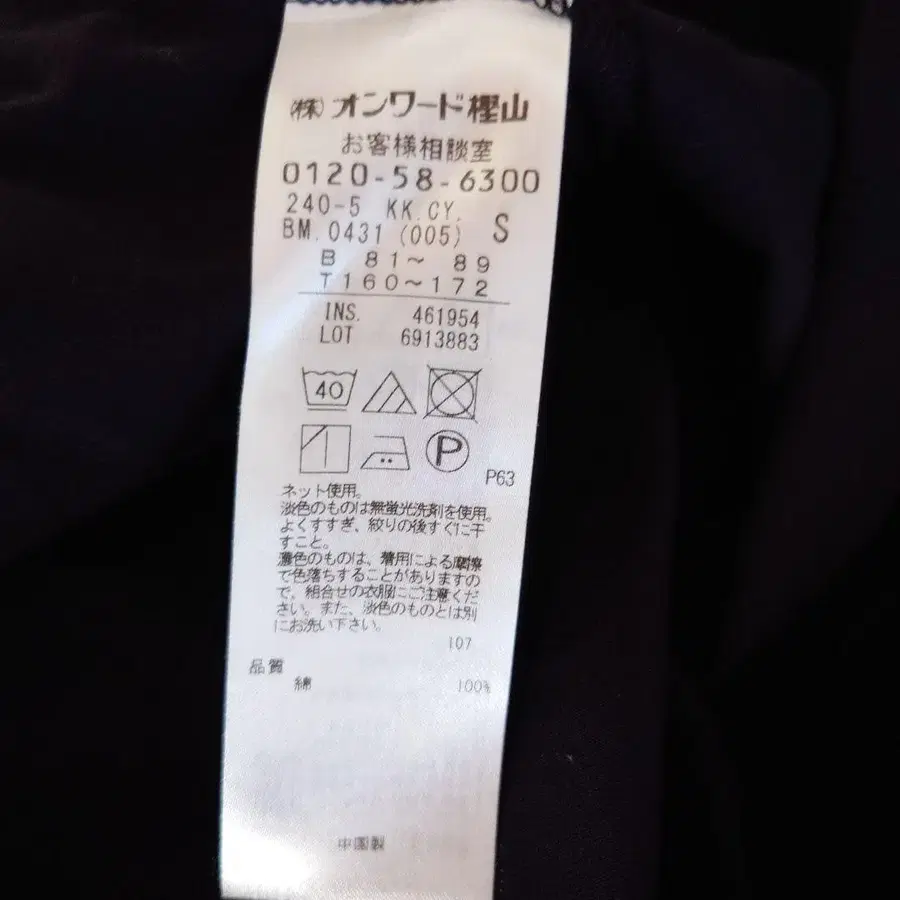 (株)オンワード樫山
お客様相談室
0120-58-6300
240-5 KK.CY.
BM.0431 (005) S
B 81～ 89
T160～172
INS. 461954
LOT 6913883
40
P
P63
ネット使用。
淡色のものは無蛍光洗剤を使用。
よくすすぎ、絞りの後すぐに干
すこと。
濃色のものは、着用による摩擦
で色落ちすることがありますの
で、組合せの衣服にご注意くだ
さい。また、淡色のものとは別
にお洗い下さい。
107
品質
綿 100%
中国製